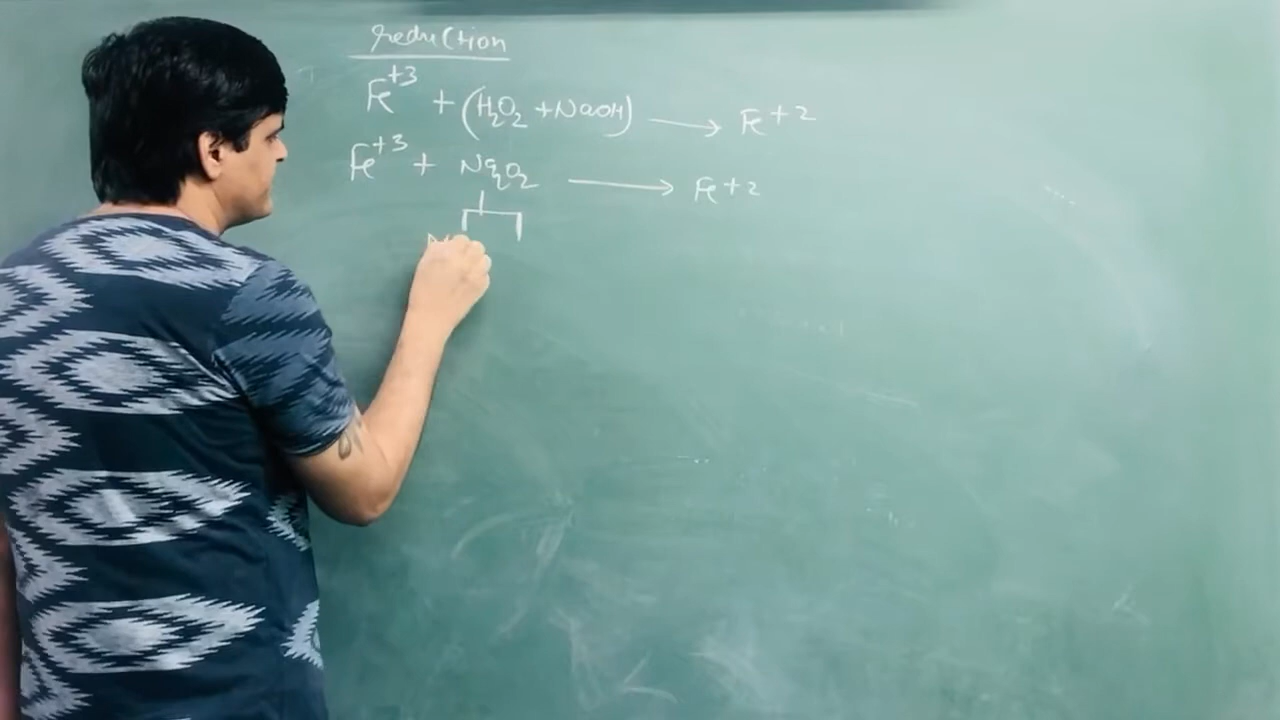 reduction
Fe+3 + (H2O2 + NaOH) → Fe+2
Fe+3 + Na2O2 → Fe+2